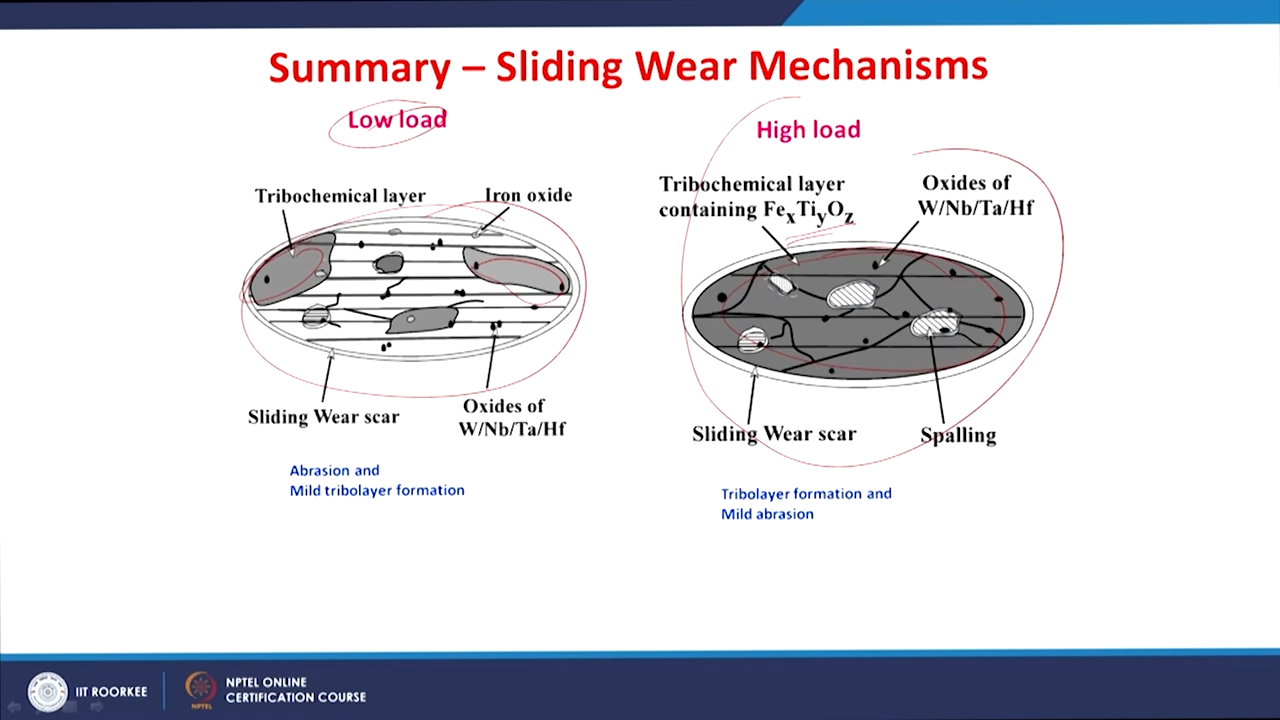 Summary – Sliding Wear Mechanisms
Low load
High load
Tribochemical layer
Iron oxide
Sliding Wear scar
Oxides of
W/Nb/Ta/Hf
Abrasion and
Mild tribolayer formation
Tribochemical layer
containing FexTiyOz
Oxides of
W/Nb/Ta/Hf
Sliding Wear scar
Spalling
Tribolayer formation and
Mild abrasion
IIT ROORKEE
NPTEL
NPTEL ONLINE
CERTIFICATION COURSE